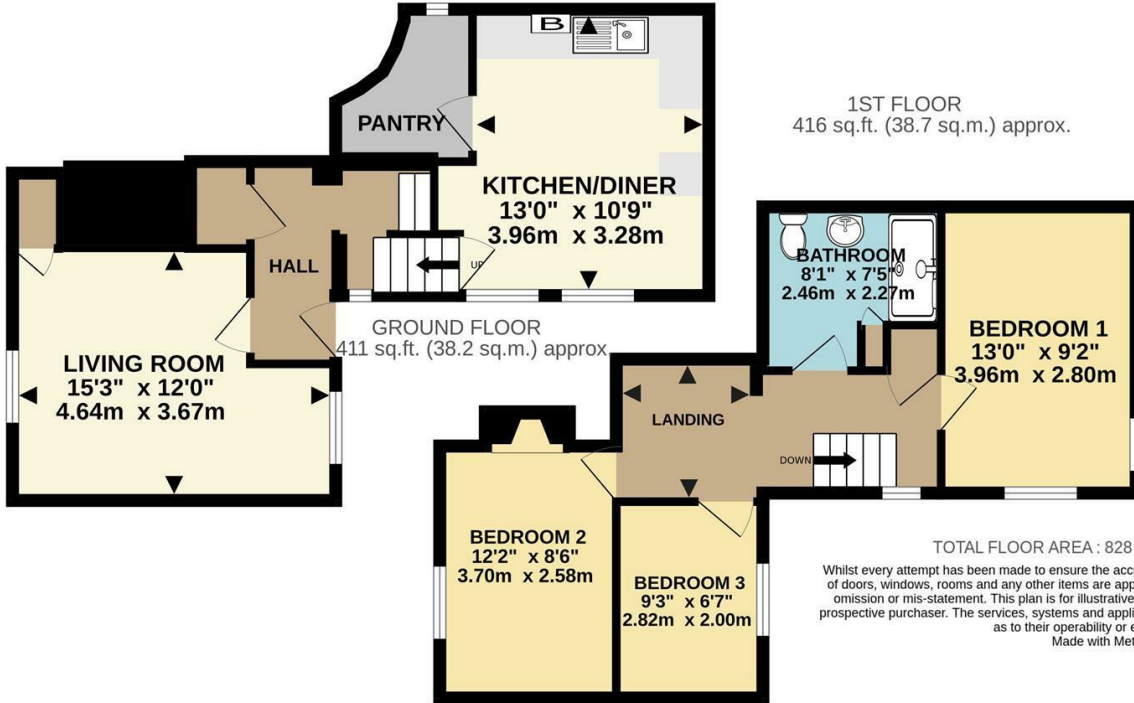 B
PANTRY
KITCHEN/DINER
13'0" x 10'9"
3.96m x 3.28m
UP
HALL
LIVING ROOM
15'3" x 12'0"
4.64m x 3.67m
GROUND FLOOR
411 sq.ft. (38.2 sq.m.) approx.
1ST FLOOR
416 sq.ft. (38.7 sq.m.) approx.
BATHROOM
8'1" x 7'5"
2.46m x 2.27m
BEDROOM 1
13'0" x 9'2"
3.96m x 2.80m
LANDING
DOWN
BEDROOM 2
12'2" x 8'6"
3.70m x 2.58m
BEDROOM 3
9'3" x 6'7"
2.82m x 2.00m
TOTAL FLOOR AREA : 828
Whilst every attempt has been made to ensure the
of doors, windows, rooms and any other items are
omission or mis-statement. This plan is for illustrative
prospective purchaser. The services, systems and
as to their operability or
Made with